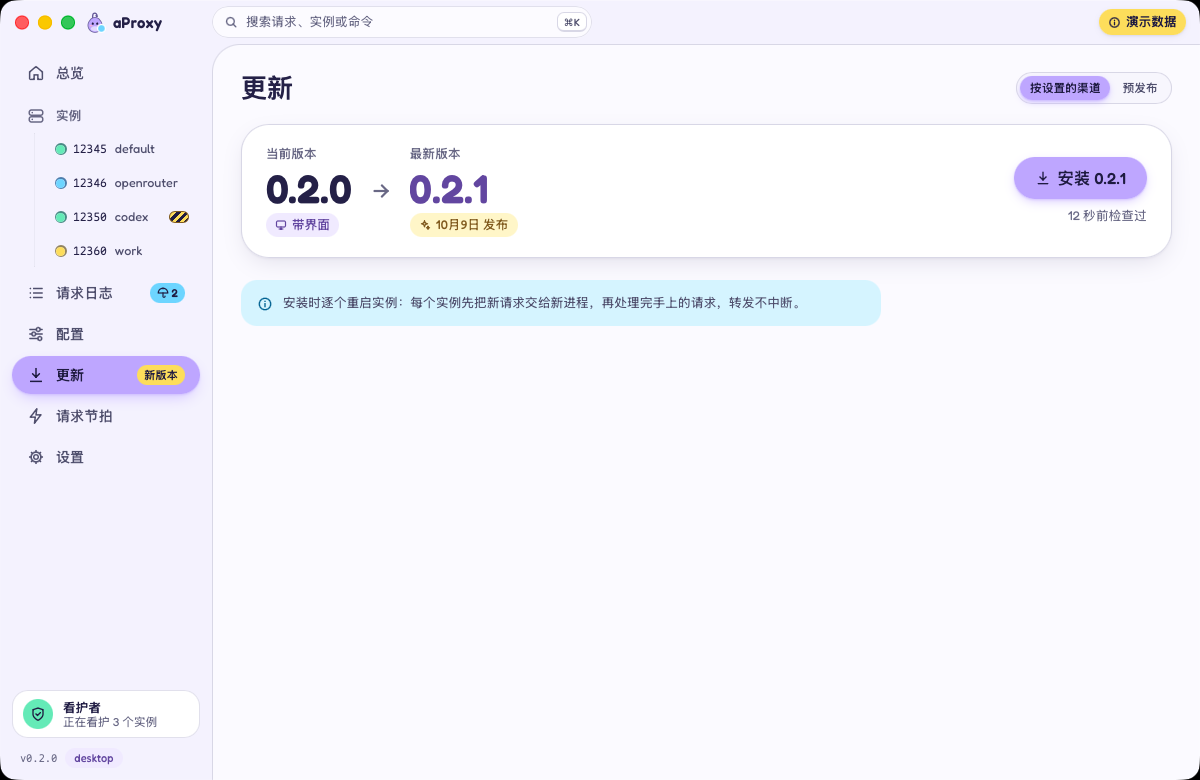 aProxy
搜索请求、实例或命令
⌘K
演示数据
总览
实例
12345 default
12346 openrouter
12350 codex
12360 work
请求日志
2
配置
更新
新版本
请求节拍
设置
看护者
正在看护 3 个实例
v0.2.0
desktop
更新
按设置的渠道
预发布
当前版本
0.2.0
带界面
最新版本
0.2.1
10月9日 发布
安装 0.2.1
12 秒前检查过
安装时逐个重启实例：每个实例先把新请求交给新进程，再处理完手上的请求，转发不中断。